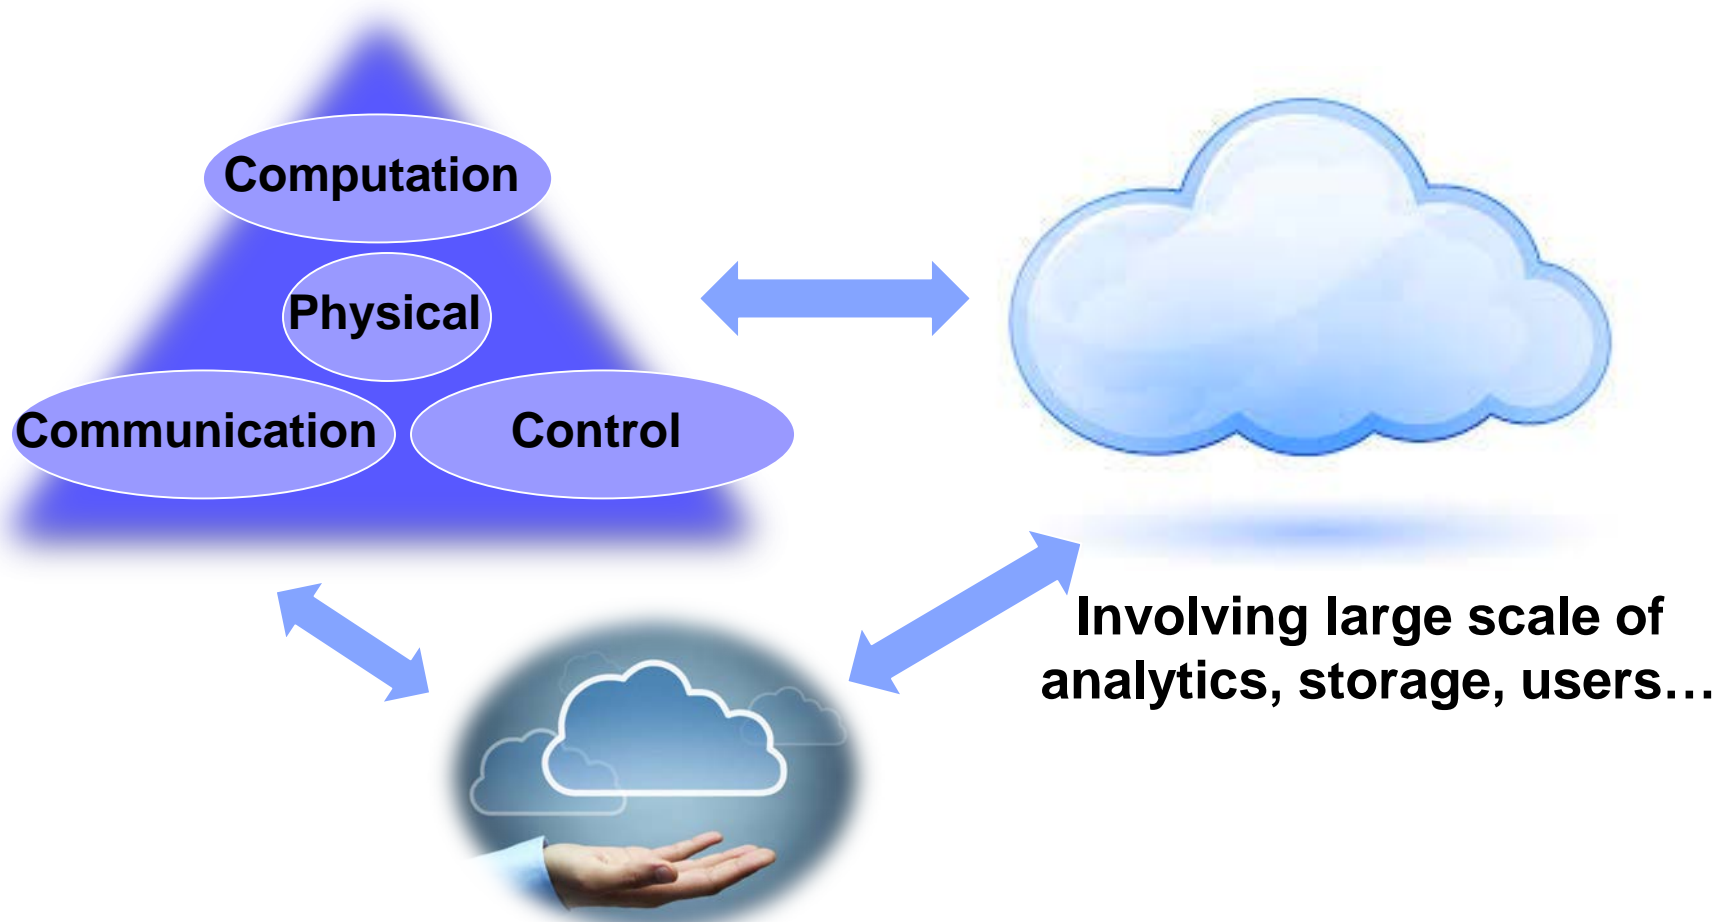 Computation
Physical
Communication
Control
Involving large scale of
analytics, storage, users…